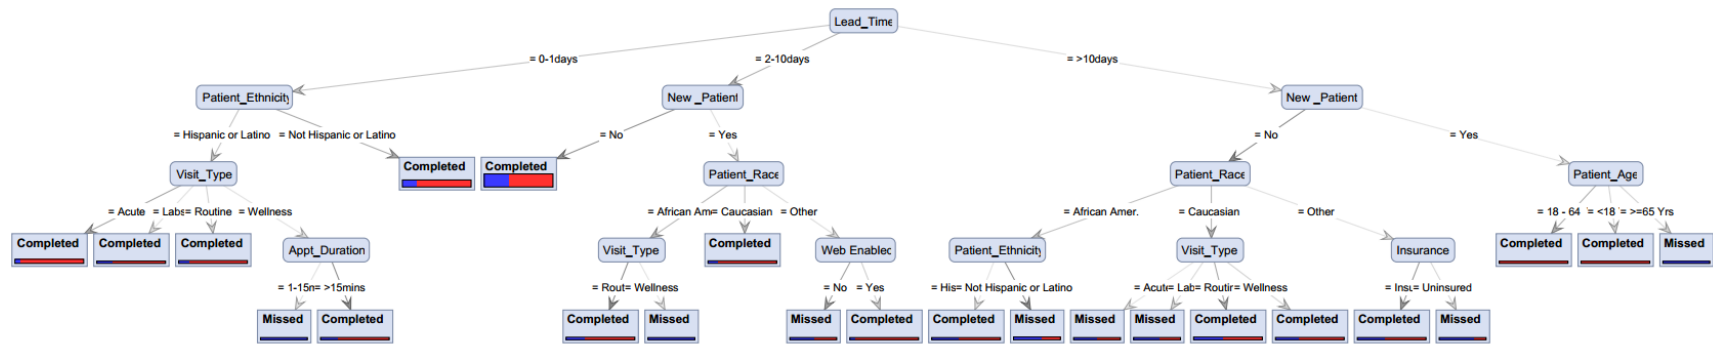 Lead_Time
= 0-1days
= 2-10days
= >10days
Patient_Ethnicity
New _Patient
New _Patient
= Hispanic or Latino
= Not Hispanic or Latino
= No
= Yes
= No
= Yes
Visit_Type
Completed
Completed
Patient_Race
Patient_Race
Patient_Age
= Acute
= Labs
= Routine
= Wellness
= African Am
= Caucasian
= Other
= African Amer.
= Caucasian
= Other
= 18 - 64
= <18
= >=65 Yrs
Completed
Completed
Completed
Appt_Duration
Visit_Type
Completed
Web Enabled
Patient_Ethnicity
Visit_Type
Insurance
Completed
Completed
Missed
= 1-15m
= >15mins
= Rout
= Wellness
= No
= Yes
= His
= Not Hispanic or Latino
= Acute
= Lab
= Routin
= Wellness
= Insu
= Uninsured
Missed
Completed
Completed
Missed
Missed
Completed
Completed
Missed
Missed
Missed
Completed
Completed
Completed
Missed